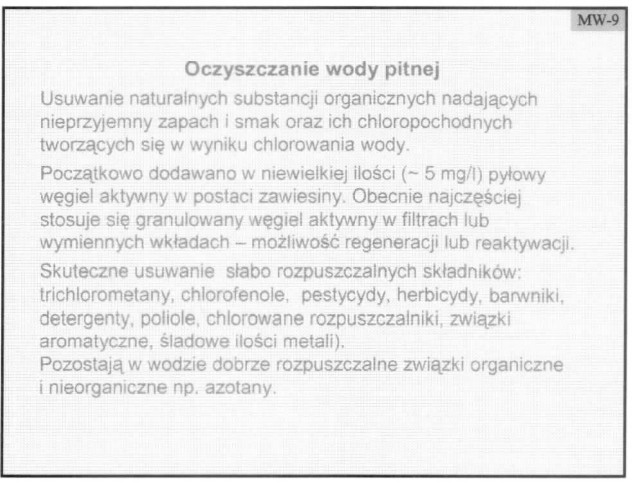 MW-9
Oczyszczanie wody pitnej
Usuwanie naturalnych substancji organicznych nadających
nieprzyjemny zapach i smak oraz ich chloropochodnych
tworzących się w wyniku chlorowania wody.
Początkowo dodawano w niewielkiej ilości (~ 5 mg/l) pyłowy
węgiel aktywny w postaci zawiesiny. Obecnie najczęściej
stosuje się granulowany węgiel aktywny w filtrach lub
wymiennych wkładach – możliwość regeneracji lub reaktywacji.
Skuteczne usuwanie słabo rozpuszczalnych składników:
trichlorometany, chlorofenole, pestycydy, herbicydy, barwniki,
detergenty, poliole, chlorowane rozpuszczalniki, związki
aromatyczne, śladowe ilości metali).
Pozostają w wodzie dobrze rozpuszczalne związki organiczne
i nieorganiczne np. azotany.